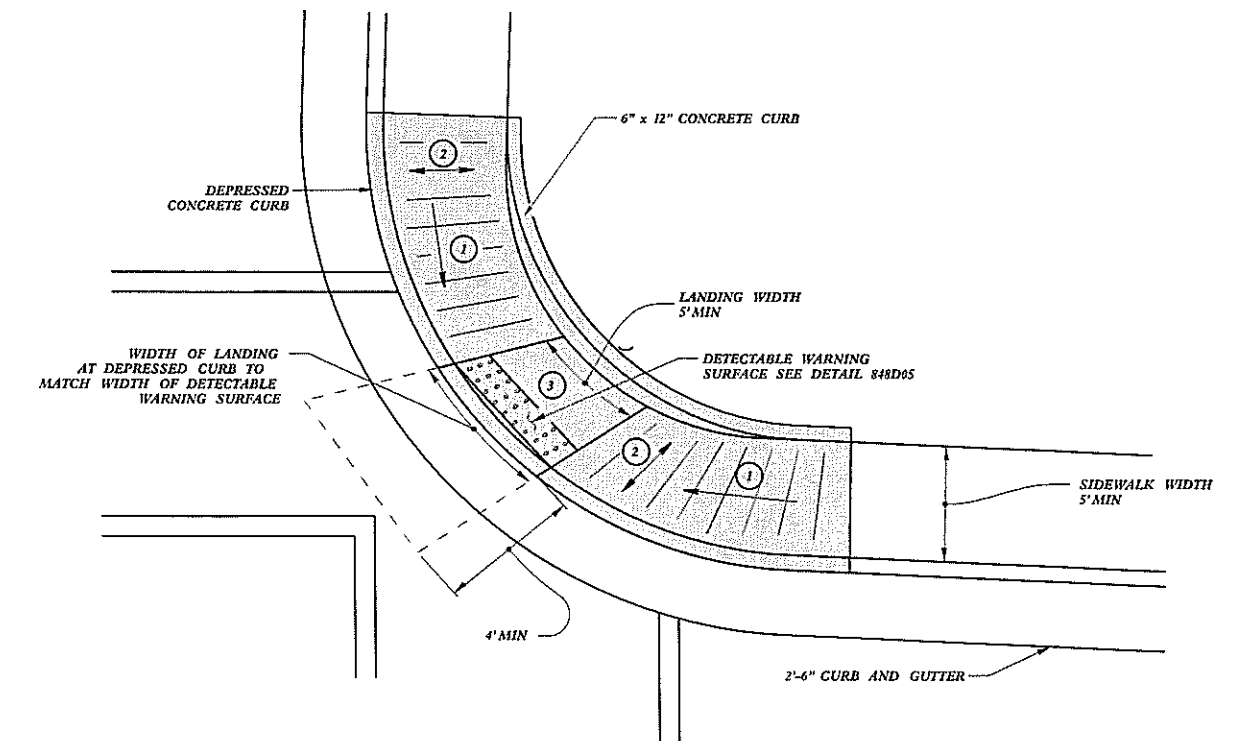 6" x 12" CONCRETE CURB
2
DEPRESSED
CONCRETE CURB
1
LANDING WIDTH
5' MIN
WIDTH OF LANDING
AT DEPRESSED CURB TO
MATCH WIDTH OF DETECTABLE
WARNING SURFACE
DETECTABLE WARNING
SURFACE SEE DETAIL 848D05
3
2
1
SIDEWALK WIDTH
5' MIN
4' MIN
2'-6" CURB AND GUTTER